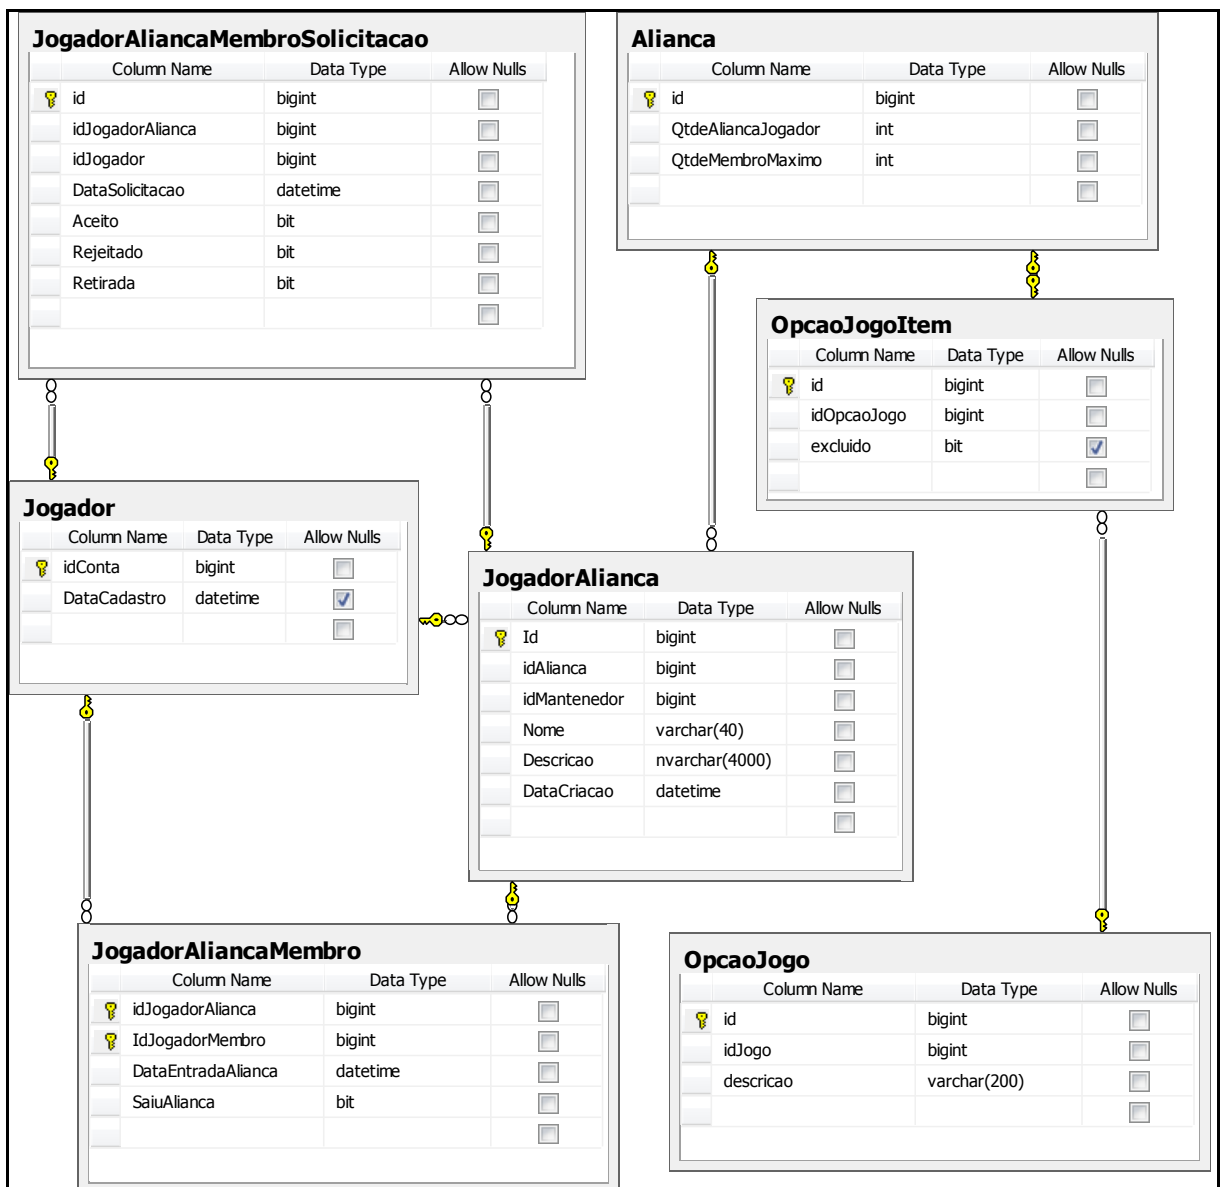 JogadorAliancaMembroSolicitacao
Column Name Data Type Allow Nulls
id bigint
idJogadorAlianca bigint
idJogador bigint
DataSolicitacao datetime
Aceito bit
Rejeitado bit
Retirada bit
Alianca
Column Name Data Type Allow Nulls
id bigint
QtdeAliancaJogador int
QtdeMembroMaximo int
OpcaoJogoItem
Column Name Data Type Allow Nulls
id bigint
idOpcaoJogo bigint
excluido bit
Jogador
Column Name Data Type Allow Nulls
idConta bigint
DataCadastro datetime
JogadorAlianca
Column Name Data Type Allow Nulls
Id bigint
idAlianca bigint
idMantenedor bigint
Nome varchar(40)
Descricao nvarchar(4000)
DataCriacao datetime
JogadorAliancaMembro
Column Name Data Type Allow Nulls
idJogadorAlianca bigint
IdJogadorMembro bigint
DataEntradaAlianca datetime
SaiuAlianca bit
OpcaoJogo
Column Name Data Type Allow Nulls
id bigint
idJogo bigint
descricao varchar(200)